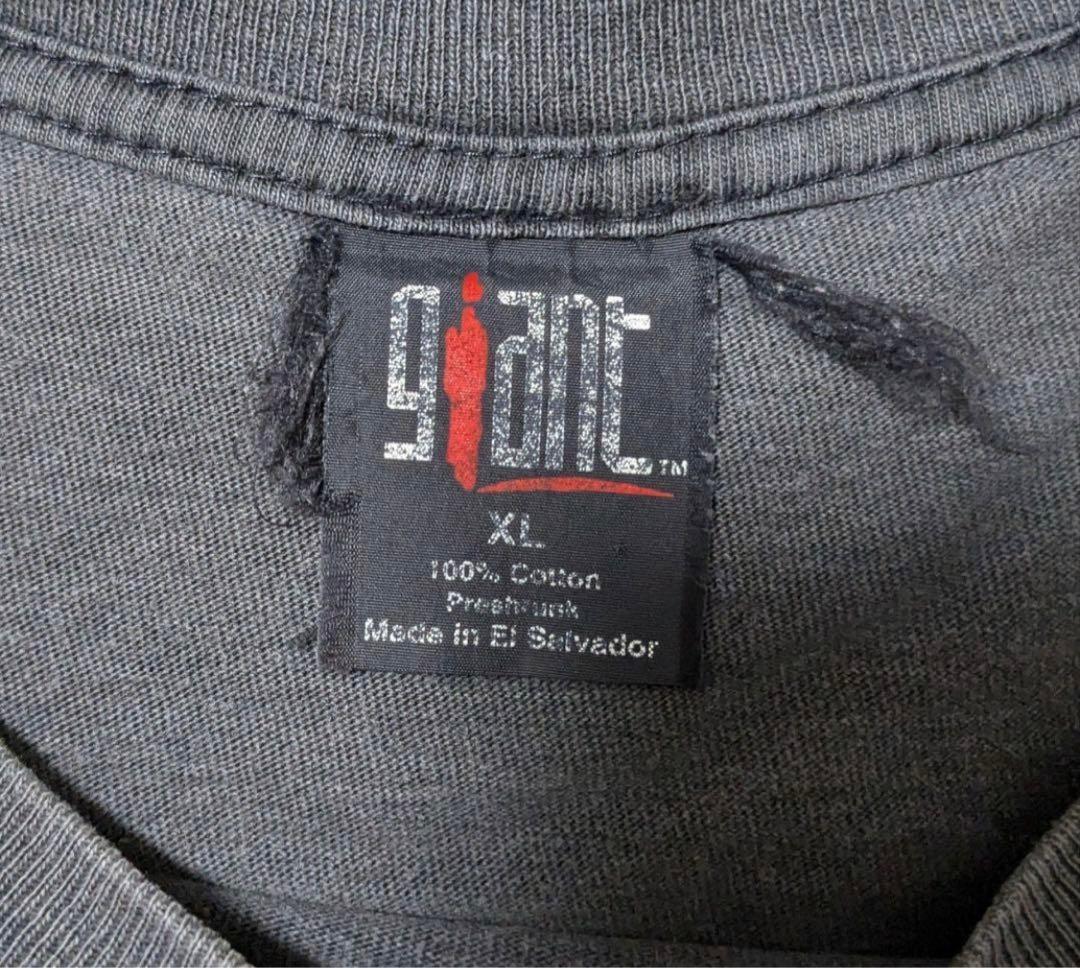 giant™
XL
100% Cotton
Preshrunk
Made in El Salvador